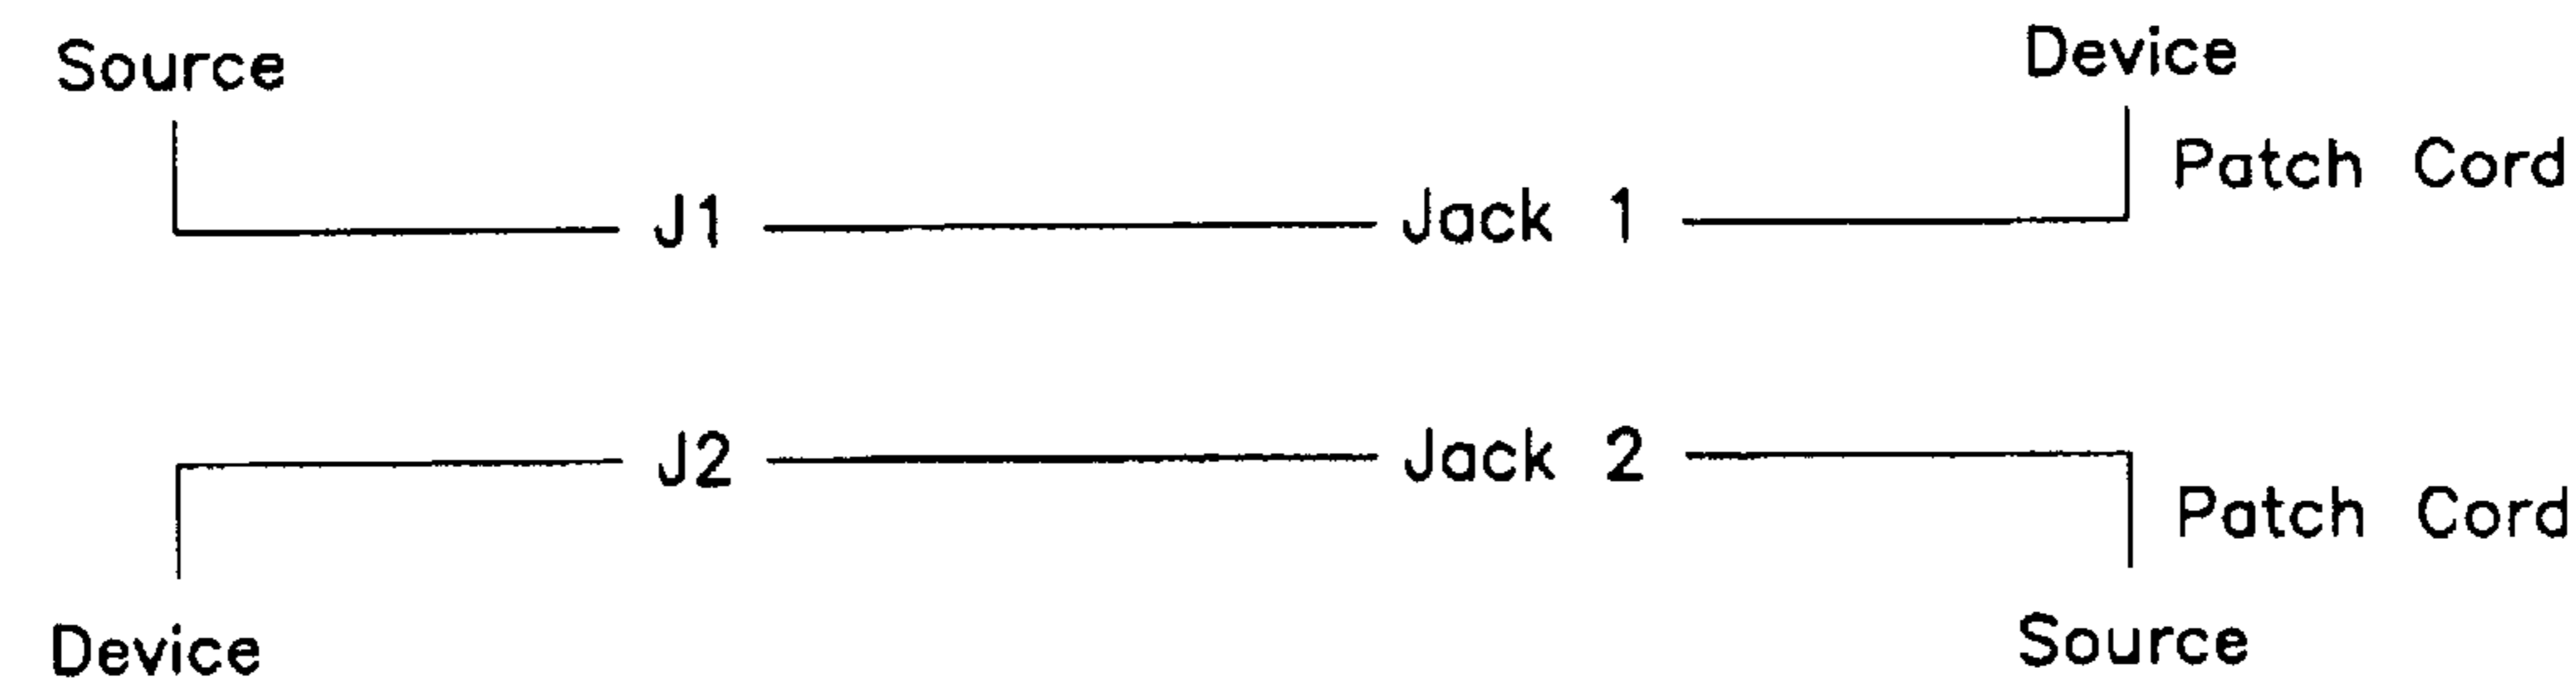 Source Device
Patch Cord
J1 Jack 1
J2 Jack 2
Patch Cord
Device Source